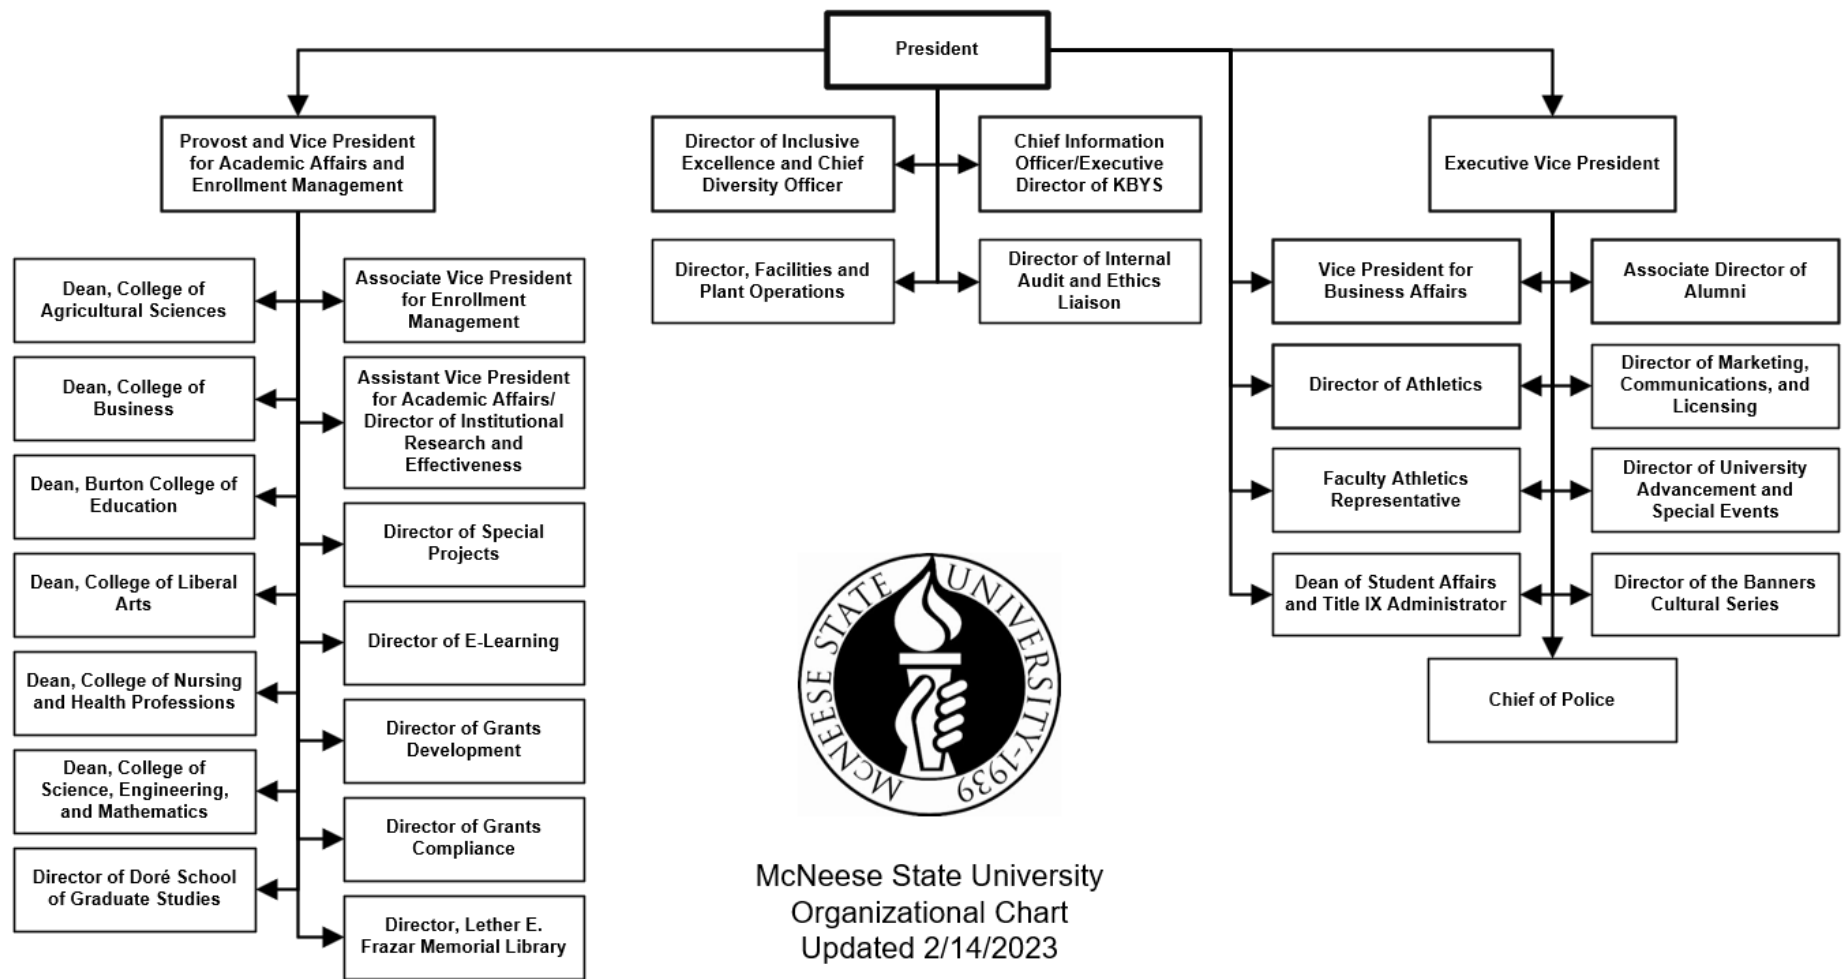 President
Provost and Vice President
for Academic Affairs and
Enrollment Management
Director of Inclusive
Excellence and Chief
Diversity Officer
Chief Information
Officer/Executive
Director of KBYS
Executive Vice President
Director, Facilities and
Plant Operations
Director of Internal
Audit and Ethics
Liaison
Vice President for
Business Affairs
Associate Director of
Alumni
Director of Athletics
Director of Marketing,
Communications, and
Licensing
Faculty Athletics
Representative
Director of University
Advancement and
Special Events
Dean of Student Affairs
and Title IX Administrator
Director of the Banners
Cultural Series
Chief of Police
Dean, College of
Agricultural Sciences
Associate Vice President
for Enrollment
Management
Dean, College of
Business
Assistant Vice President
for Academic Affairs/
Director of Institutional
Research and
Effectiveness
Dean, Burton College of
Education
Director of Special
Projects
Dean, College of Liberal
Arts
Director of E-Learning
Dean, College of Nursing
and Health Professions
Director of Grants
Development
Dean, College of
Science, Engineering,
and Mathematics
Director of Grants
Compliance
Director of Doré School
of Graduate Studies
Director, Lether E.
Frazar Memorial Library
MCNEESE STATE UNIVERSITY-1939
McNeese State University
Organizational Chart
Updated 2/14/2023